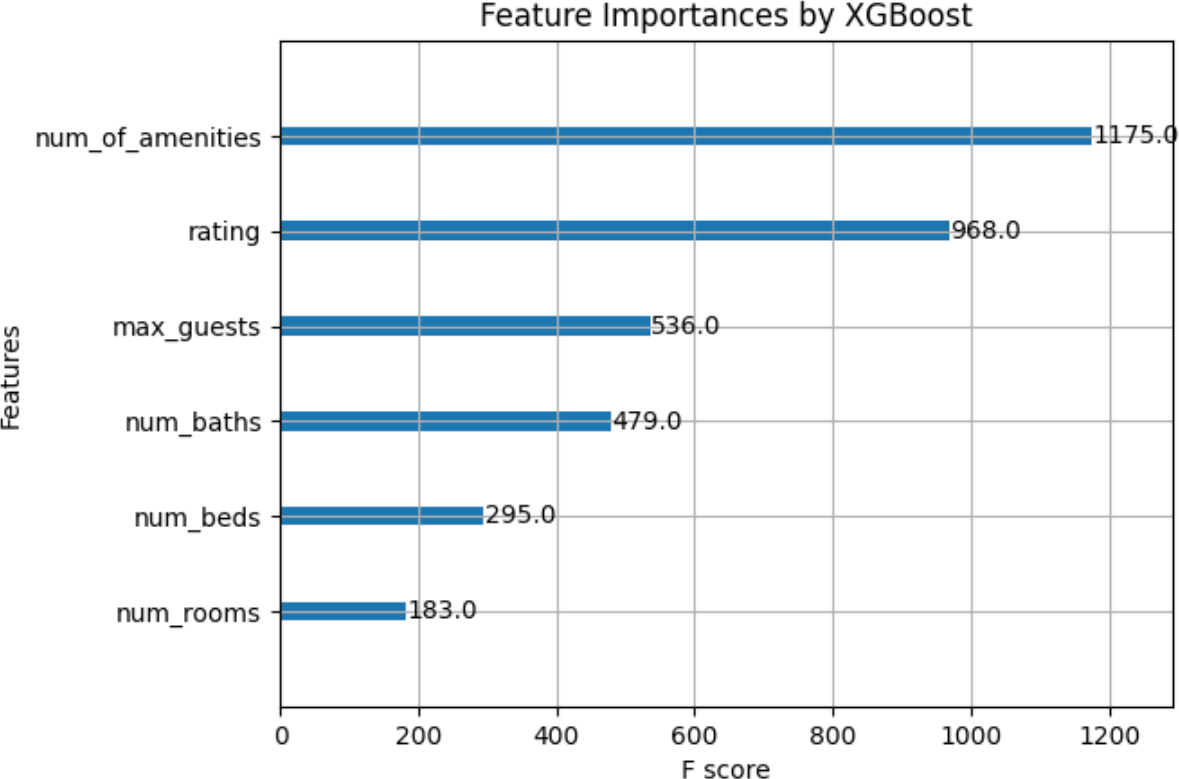 Feature Importances by XGBoost
Features
num_of_amenities 1175.0
rating 968.0
max_guests 536.0
num_baths 479.0
num_beds 295.0
num_rooms 183.0
0 200 400 600 800 1000 1200
F score